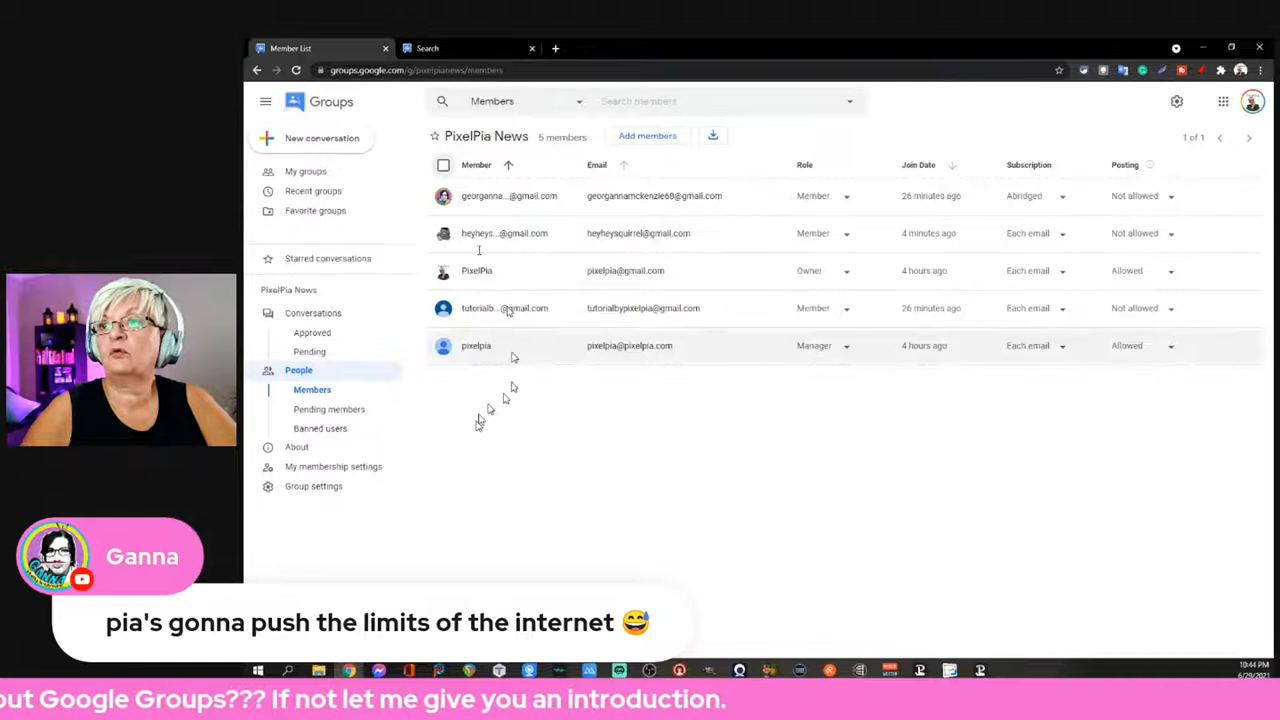 Member List
Search
groups.google.com/g/pixelpianews/members
Groups
Members
Search members
New conversation
PixelPia News
5 members
Add members
1 of 1
My groups
Recent groups
Favorite groups
Starred conversations
PixelPia News
Conversations
Approved
Pending
People
Members
Pending members
Banned users
About
My membership settings
Group settings
Member Email Role Join Date Subscription Posting
georganna...@gmail.com georgannamckenzie68@gmail.com Member 26 minutes ago Abridged Not allowed
heyheys...@gmail.com heyheysquirrel@gmail.com Member 4 minutes ago Each email Not allowed
PixelPia pixelpia@gmail.com Owner 4 hours ago Each email Allowed
tutorialb...@gmail.com tutorialbypixelpia@gmail.com Member 26 minutes ago Each email Not allowed
pixelpia pixelpia@pixelpia.com Manager 4 hours ago Each email Allowed
Ganna
pia's gonna push the limits of the internet 😅
10:44 PM
6/29/2021
out Google Groups??? If not let me give you an introduction.